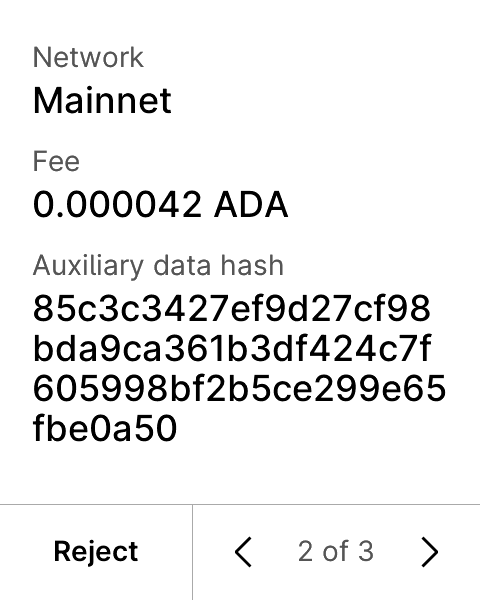 Network
Mainnet
Fee
0.000042 ADA
Auxiliary data hash
85c3c3427ef9d27cf98
bda9ca361b3df424c7f
605998bf2b5ce299e65
fbe0a50
Reject
2 of 3